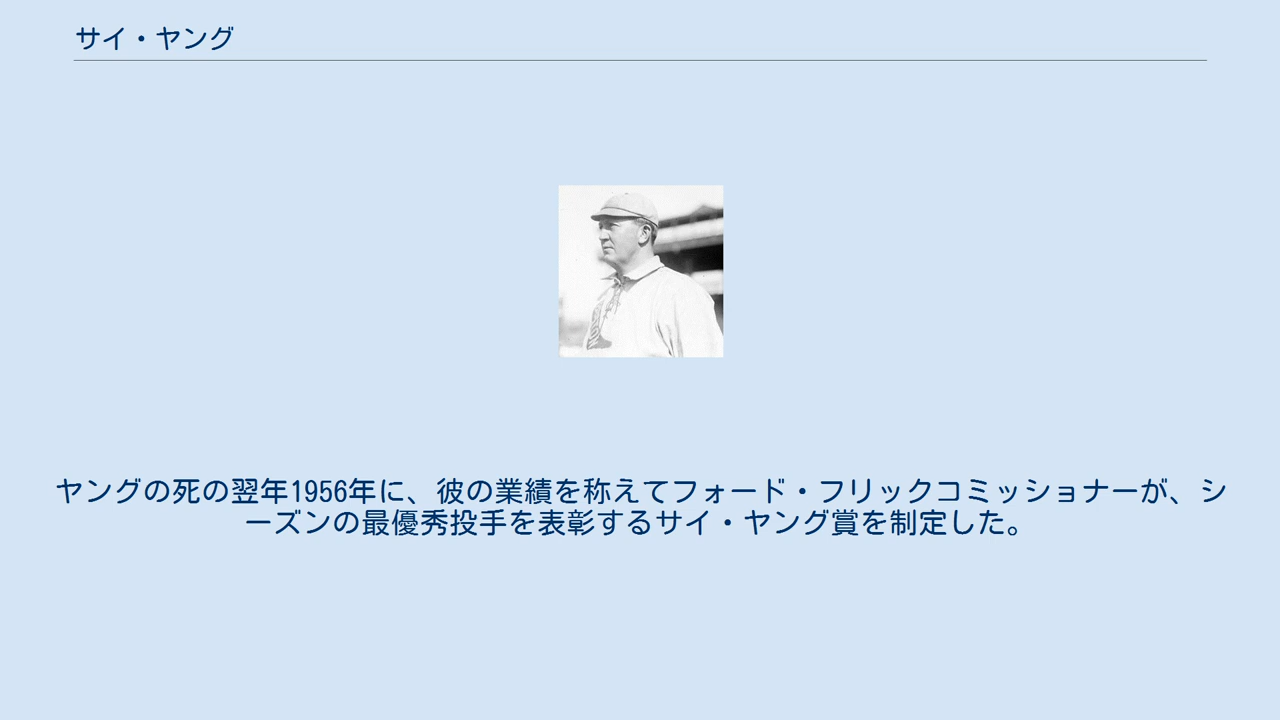 サイ・ヤング
ヤングの死の翌年1956年に、彼の業績を称えてフォード・フリックコミッショナーが、シ
ーズンの最優秀投手を表彰するサイ・ヤング賞を制定した。